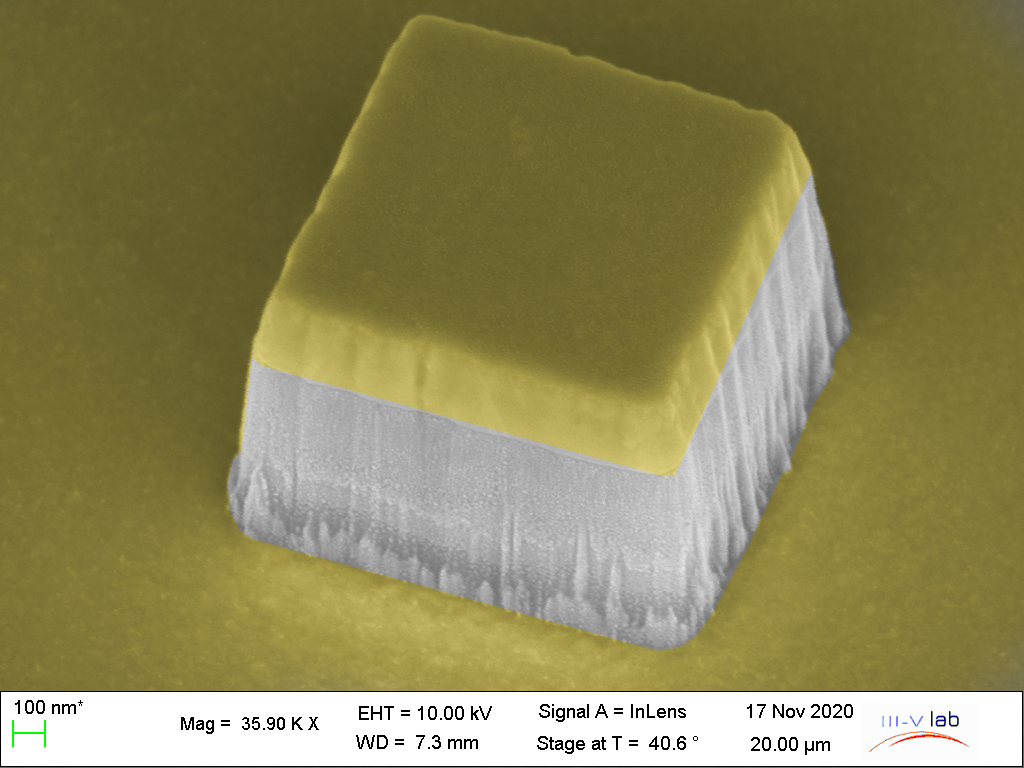 100 nm*
Mag = 35.90 K X
EHT = 10.00 kV
WD = 7.3 mm
Signal A = InLens
Stage at T = 40.6 °
17 Nov 2020
20.00 µm
III-V lab